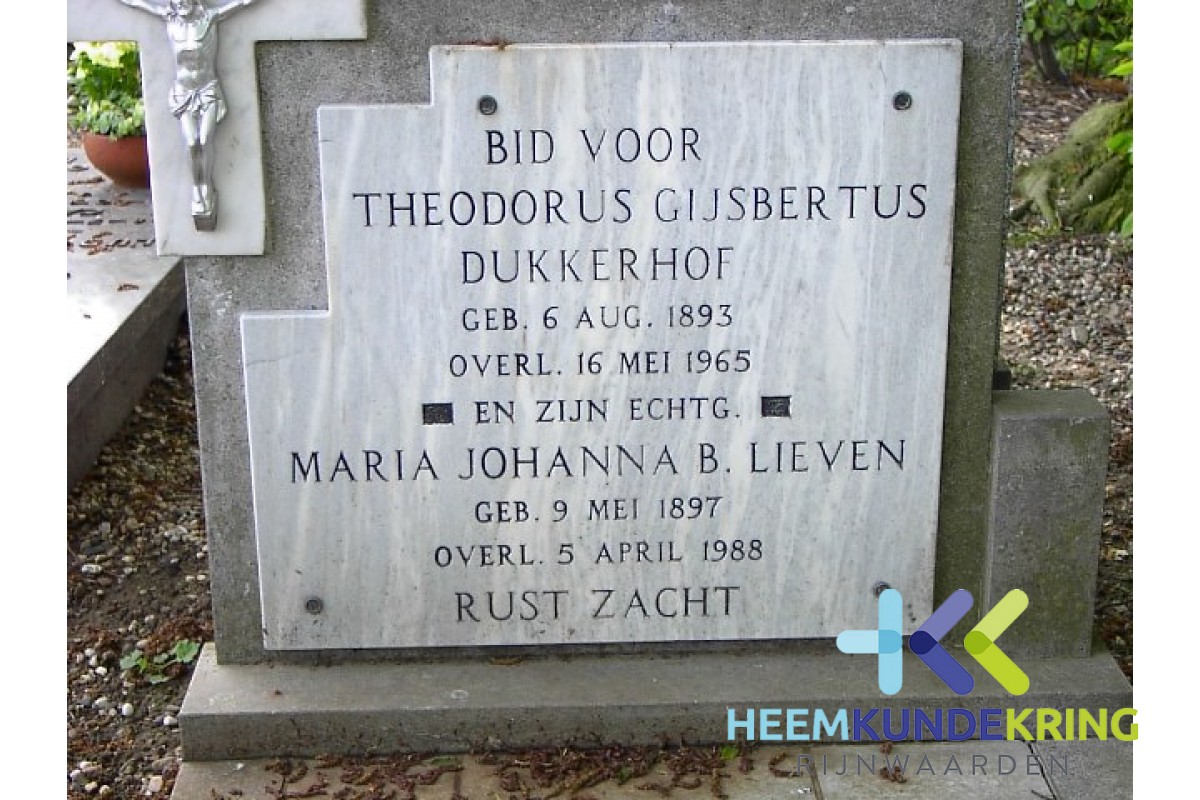 BID VOOR
THEODORUS GIJSBERTUS
DUKKERHOF
GEB. 6 AUG. 1893
OVERL. 16 MEI 1965
EN ZIJN ECHTG.
MARIA JOHANNA B. LIEVEN
GEB. 9 MEI 1897
OVERL. 5 APRIL 1988
RUST ZACHT
HEEMKUNDEKRING
RIJNWAARDEN